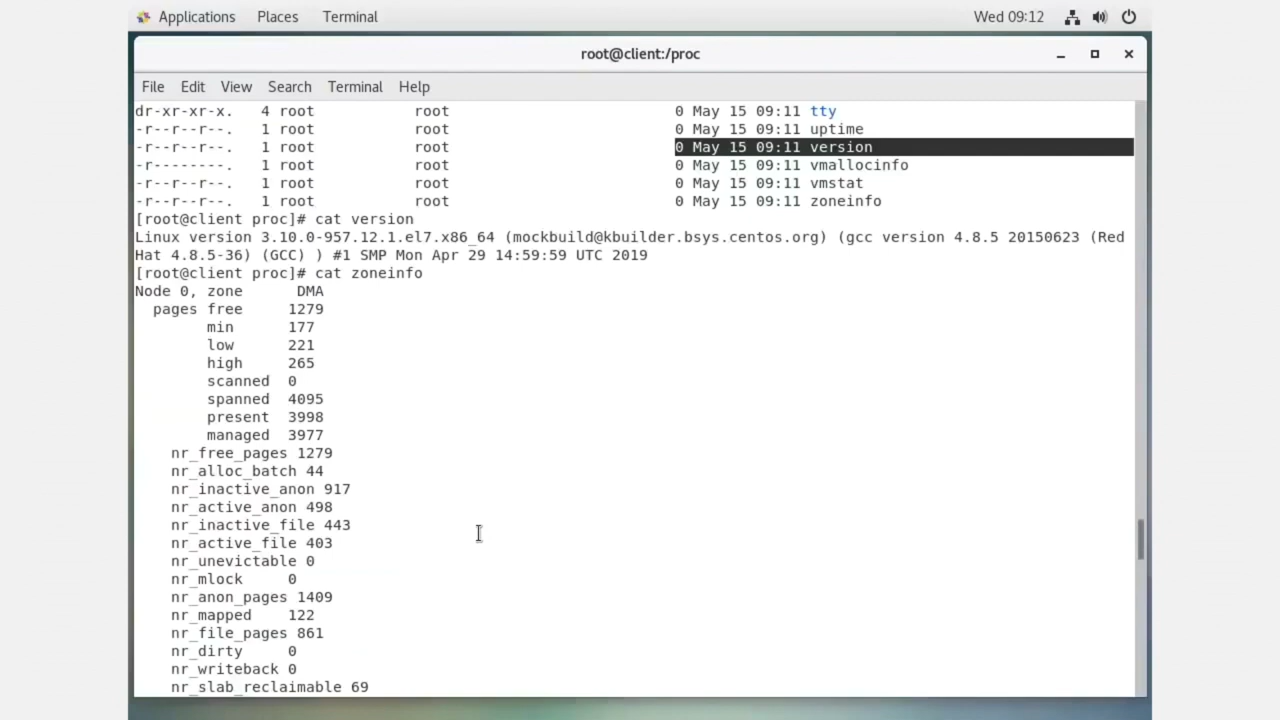 Applications Places Terminal Wed 09:12
root@client:/proc
File Edit View Search Terminal Help
dr-xr-xr-x.   4 root           root                         0 May 15 09:11 tty
-r--r--r--.   1 root           root                         0 May 15 09:11 uptime
-r--r--r--.   1 root           root                         0 May 15 09:11 version
-r--------.   1 root           root                         0 May 15 09:11 vmallocinfo
-r--r--r--.   1 root           root                         0 May 15 09:11 vmstat
-r--r--r--.   1 root           root                         0 May 15 09:11 zoneinfo
[root@client proc]# cat version
Linux version 3.10.0-957.12.1.el7.x86_64 (mockbuild@kbuilder.bsys.centos.org) (gcc version 4.8.5 20150623 (Red
Hat 4.8.5-36) (GCC) ) #1 SMP Mon Apr 29 14:59:59 UTC 2019
[root@client proc]# cat zoneinfo
Node 0, zone      DMA
  pages free     1279
        min      177
        low      221
        high     265
        scanned  0
        spanned  4095
        present  3998
        managed  3977
    nr_free_pages 1279
    nr_alloc_batch 44
    nr_inactive_anon 917
    nr_active_anon 498
    nr_inactive_file 443
    nr_active_file 403
    nr_unevictable 0
    nr_mlock     0
    nr_anon_pages 1409
    nr_mapped    122
    nr_file_pages 861
    nr_dirty     0
    nr_writeback 0
    nr_slab_reclaimable 69